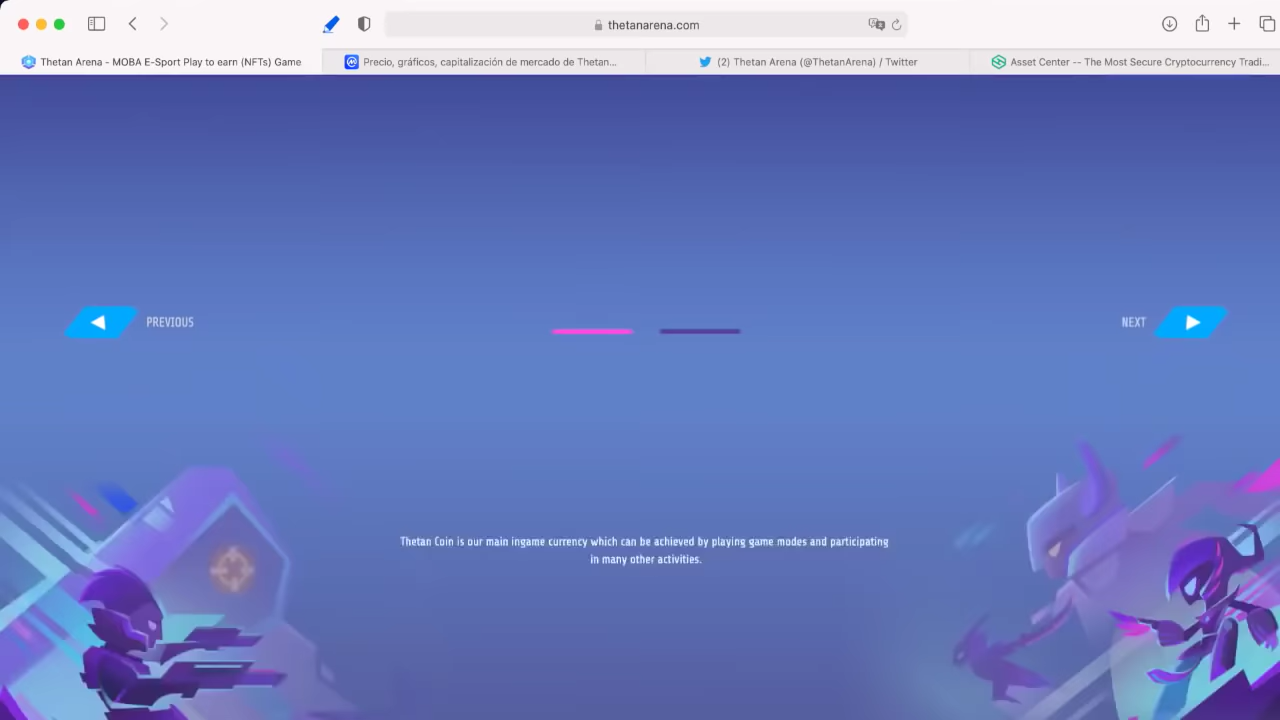 thetanarena.com
Thetan Arena - MOBA E-Sport Play to earn (NFTs) Game
Precio, gráficos, capitalización de mercado de Thetan...
(2) Thetan Arena (@ThetanArena) / Twitter
Asset Center -- The Most Secure Cryptocurrency Tradi...
PREVIOUS
NEXT
Thetan Coin is our main ingame currency which can be achieved by playing game modes and participating
in many other activities.